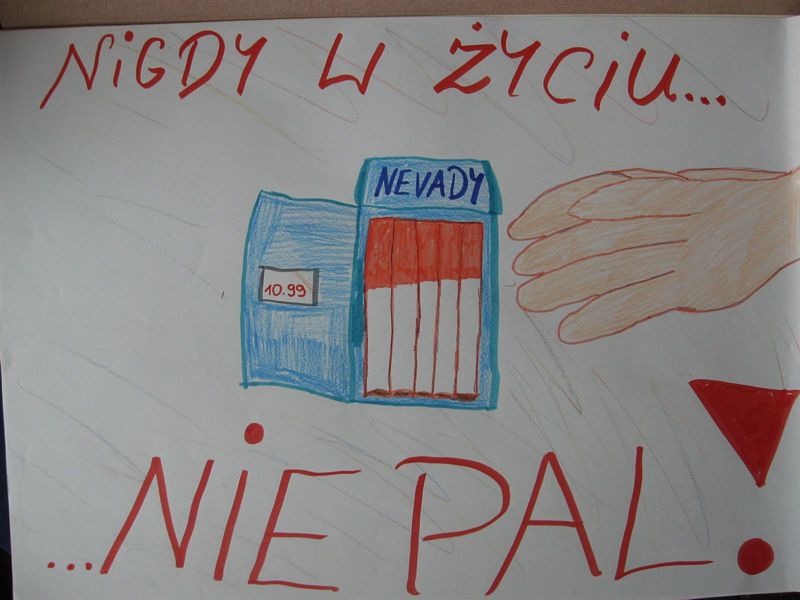 NiGDY W ŻYCiU...
NEVADY
10.99
...NiE PAL!